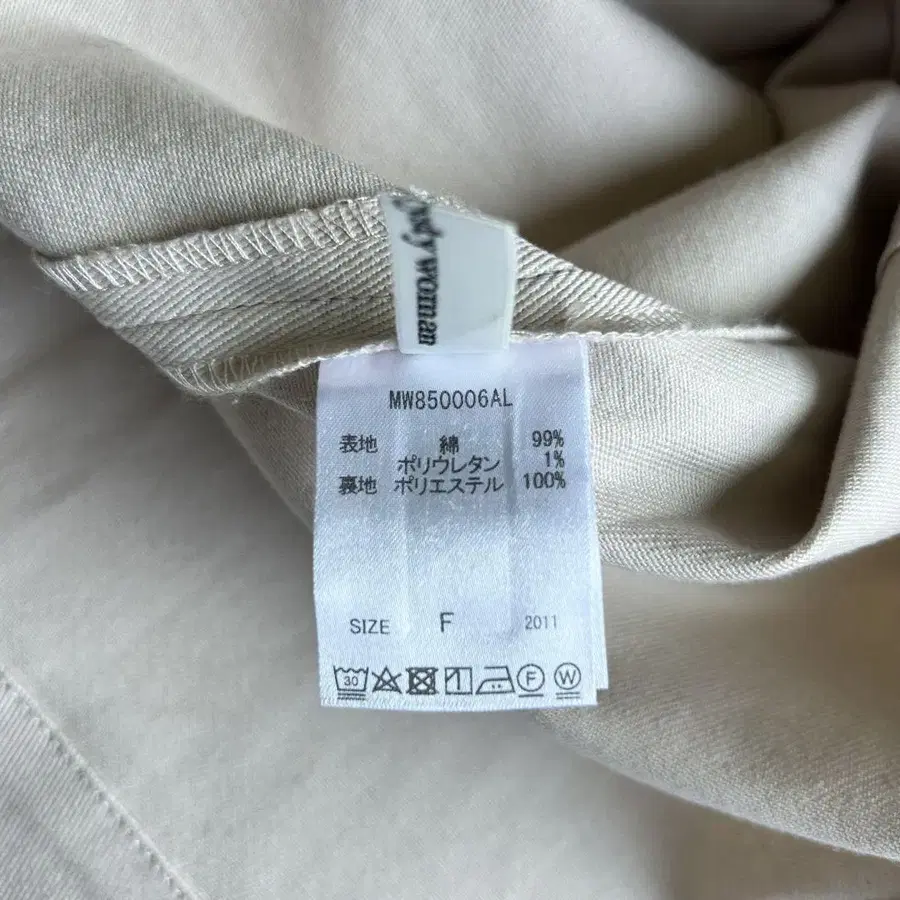 woman
MW850006AL
表地 綿 99%
ポリウレタン 1%
裏地 ポリエステル 100%
SIZE F 2011
30 F W